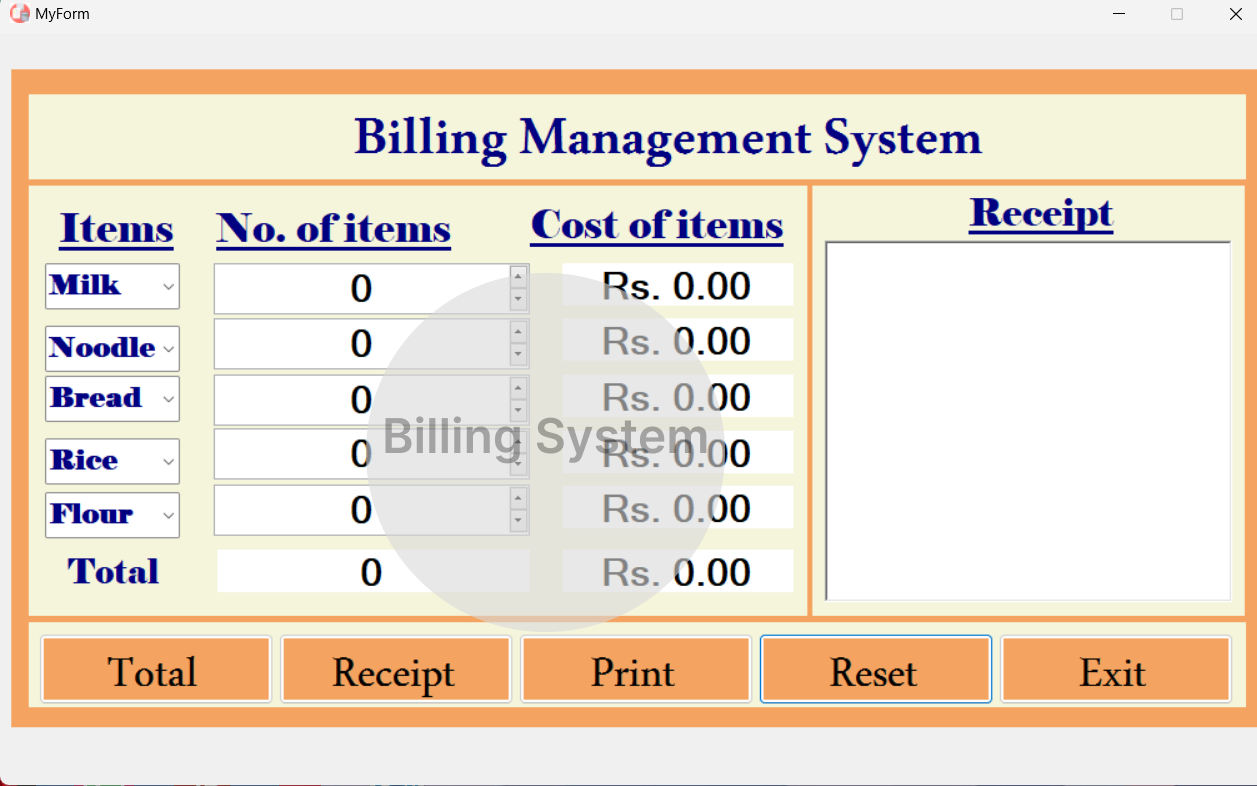 MyForm
Billing Management System
Items No. of items Cost of items Receipt
Milk 0 Rs. 0.00
Noodle 0 Rs. 0.00
Bread 0 Rs. 0.00
Billing System
Rice 0 Rs. 0.00
Flour 0 Rs. 0.00
Total 0 Rs. 0.00
Total Receipt Print Reset Exit